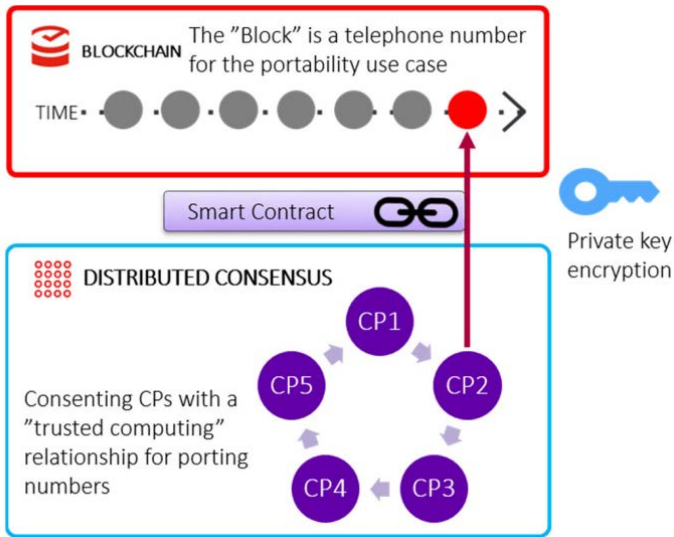 BLOCKCHAIN
The ”Block” is a telephone number
for the portability use case
TIME
Smart Contract
Private key
encryption
DISTRIBUTED CONSENSUS
CP1
CP2
CP3
CP4
CP5
Consenting CPs with a
”trusted computing”
relationship for porting
numbers